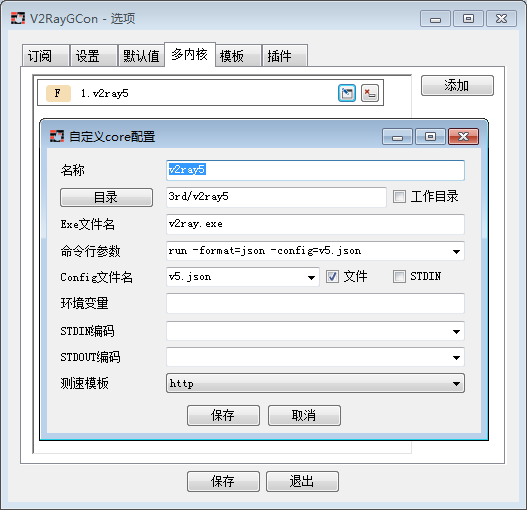 V2RayGCon - 选项
订阅 设置 默认值 多内核 模板 插件
F 1.v2ray5
添加
自定义core配置
名称 v2ray5
目录 3rd/v2ray5 工作目录
Exe文件名 v2ray.exe
命令行参数 run -format=json -config=v5.json
Config文件名 v5.json 文件 STDIN
环境变量
STDIN编码
STDOUT编码
测速模板 http
保存 取消
保存 退出